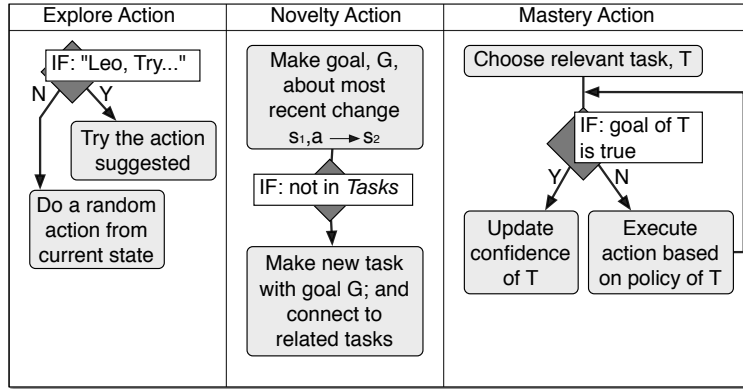 Explore Action
IF: "Leo, Try..."
N
Y
Try the action
suggested
Do a random
action from
current state
Novelty Action
Make goal, G,
about most
recent change
s₁,a → s₂
IF: not in Tasks
Make new task
with goal G; and
connect to
related tasks
Mastery Action
Choose relevant task, T
IF: goal of T
is true
Y
N
Update
confidence
of T
Execute
action based
on policy of T